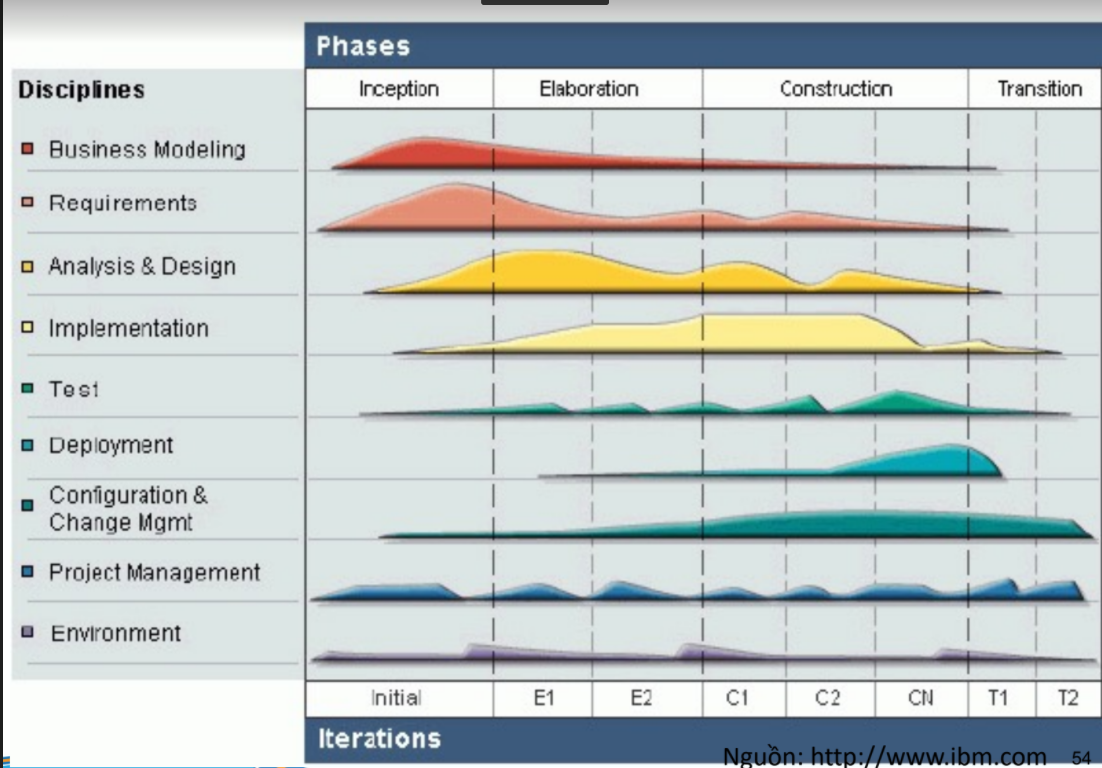 Phases
Disciplines
Inception
Elaboration
Construction
Transition
Business Modeling
Requirements
Analysis & Design
Implementation
Test
Deployment
Configuration &
Change Mgmt
Project Management
Environment
Initial
E1
E2
C1
C2
CN
T1
T2
Iterations
Nguồn: http://www.ibm.com
54